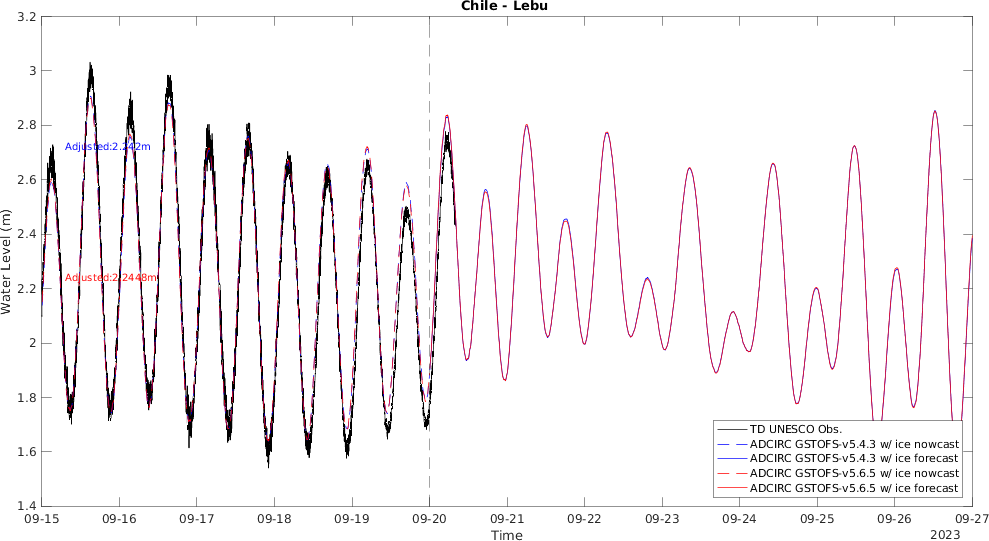 Chile - Lebu
3.2
3
2.8
2.6
2.4
2.2
2
1.8
1.6
1.4
Water Level (m)
Adjusted:2.242m
Adjusted:2.2448m
TD UNESCO Obs.
ADCIRC GSTOFS-v5.4.3 w/ ice nowcast
ADCIRC GSTOFS-v5.4.3 w/ ice forecast
ADCIRC GSTOFS-v5.6.5 w/ ice nowcast
ADCIRC GSTOFS-v5.6.5 w/ ice forecast
09-15 09-16 09-17 09-18 09-19 09-20 09-21 09-22 09-23 09-24 09-25 09-26 09-27
Time
2023